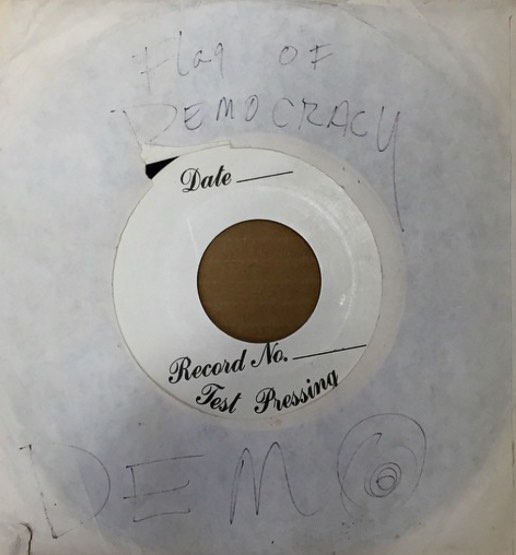 Flag OF
DEMOCRACY
Date
Record No.
Test Pressing
DEMO